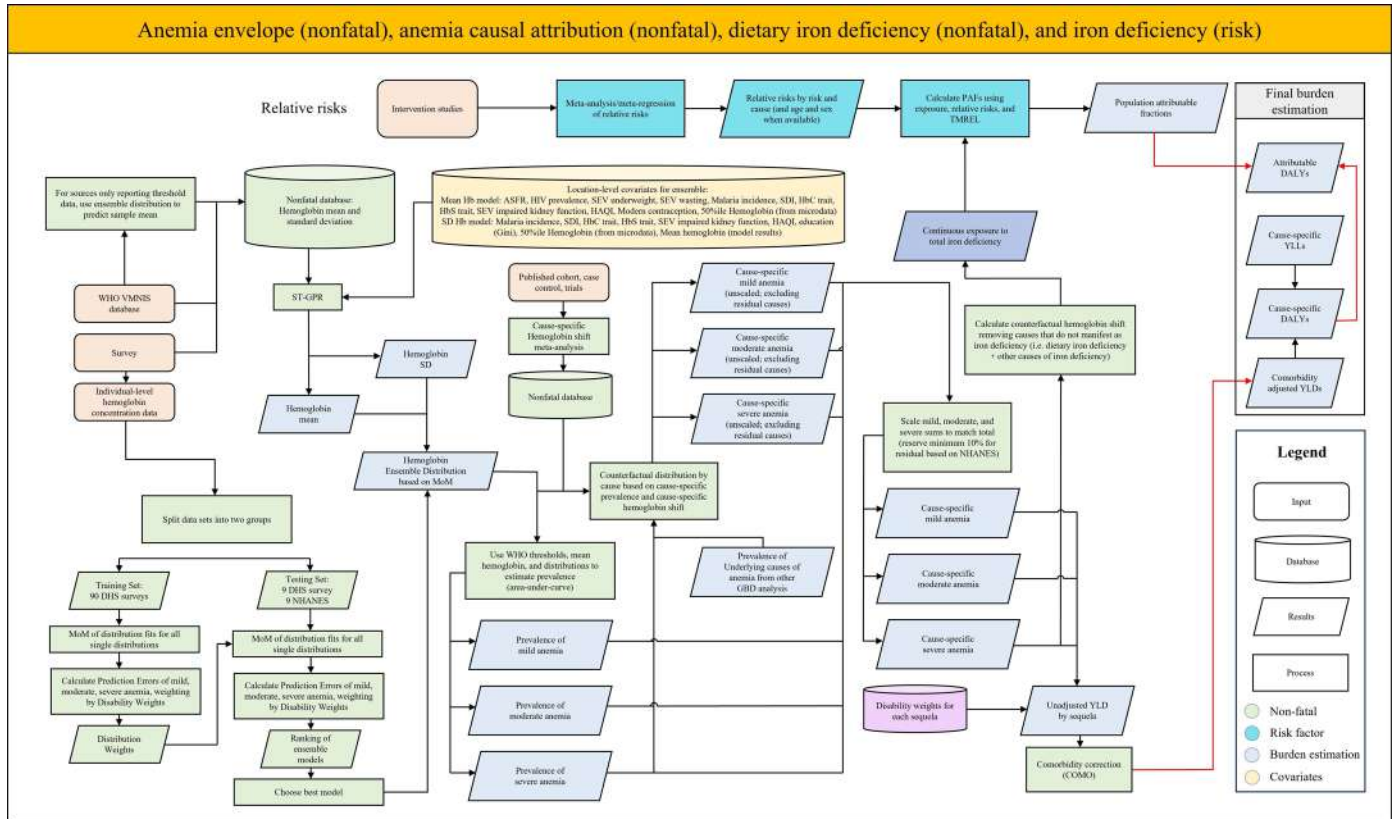 Anemia envelope (nonfatal), anemia causal attribution (nonfatal), dietary iron deficiency (nonfatal), and iron deficiency (risk)
Relative risks
Intervention studies
Meta-analysis/meta-regression
of relative risks
Relative risks by risk and
cause (and age and sex
when available)
Calculate PAFs using
exposure, relative risks, and
TMREL
Population attributable
fractions
Final burden
estimation
Attributable
DALYs
Cause-specific
YLLs
Cause-specific
DALYs
Comorbidity
adjusted YLDs
For sources only reporting threshold
data, use ensemble distribution to
predict sample mean
Nonfatal database:
Hemoglobin mean and
standard deviation
Location-level covariates for ensemble:
Mean Hb model: ASFR, HIV prevalence, SEV underweight, SEV wasting, Malaria incidence, SDI, HbC trait,
HbS trait, SEV impaired kidney function, HAQI, Modern contraception, 50%ile Hemoglobin (from microdata)
SD Hb model: Malaria incidence, SDI, HbC trait, HbS trait, SEV impaired kidney function, HAQI, education
(Gini), 50%ile Hemoglobin (from microdata), Mean hemoglobin (model results)
Continuous exposure to
total iron deficiency
WHO VMNIS
database
Survey
Individual-level
hemoglobin
concentration data
ST-GPR
Hemoglobin
SD
Hemoglobin
mean
Hemoglobin
Ensemble Distribution
based on MoM
Published cohort, case
control, trials
Cause-specific
Hemoglobin shift
meta-analysis
Nonfatal database
Cause-specific
mild anemia
(unscaled; excluding
residual causes)
Cause-specific
moderate anemia
(unscaled; excluding
residual causes)
Cause-specific
severe anemia
(unscaled; excluding
residual causes)
Calculate counterfactual hemoglobin shift
removing causes that do not manifest as
iron deficiency (i.e. dietary iron deficiency
+ other causes of iron deficiency)
Scale mild, moderate, and
severe sums to match total
(reserve minimum 10% for
residual based on NHANES)
Counterfactual distribution by
cause based on cause-specific
prevalence and cause-specific
hemoglobin shift
Split data sets into two groups
Training Set:
90 DHS surveys
Testing Set:
9 DHS survey
9 NHANES
MoM of distribution fits for all
single distributions
MoM of distribution fits for all
single distributions
Calculate Prediction Errors of mild,
moderate, severe anemia, weighting
by Disability Weights
Calculate Prediction Errors of mild,
moderate, severe anemia, weighting
by Disability Weights
Distribution
Weights
Ranking of
ensemble
models
Choose best model
Use WHO thresholds, mean
hemoglobin, and distributions to
estimate prevalence
(area-under-curve)
Prevalence of
Underlying causes of
anemia from other
GBD analysis
Prevalence of
mild anemia
Prevalence of
moderate anemia
Prevalence of
severe anemia
Cause-specific
mild anemia
Cause-specific
moderate anemia
Cause-specific
severe anemia
Disability weights for
each sequela
Unadjusted YLD
by sequela
Comorbidity correction
(COMO)
Legend
Input
Database
Results
Process
Non-fatal
Risk factor
Burden estimation
Covariates